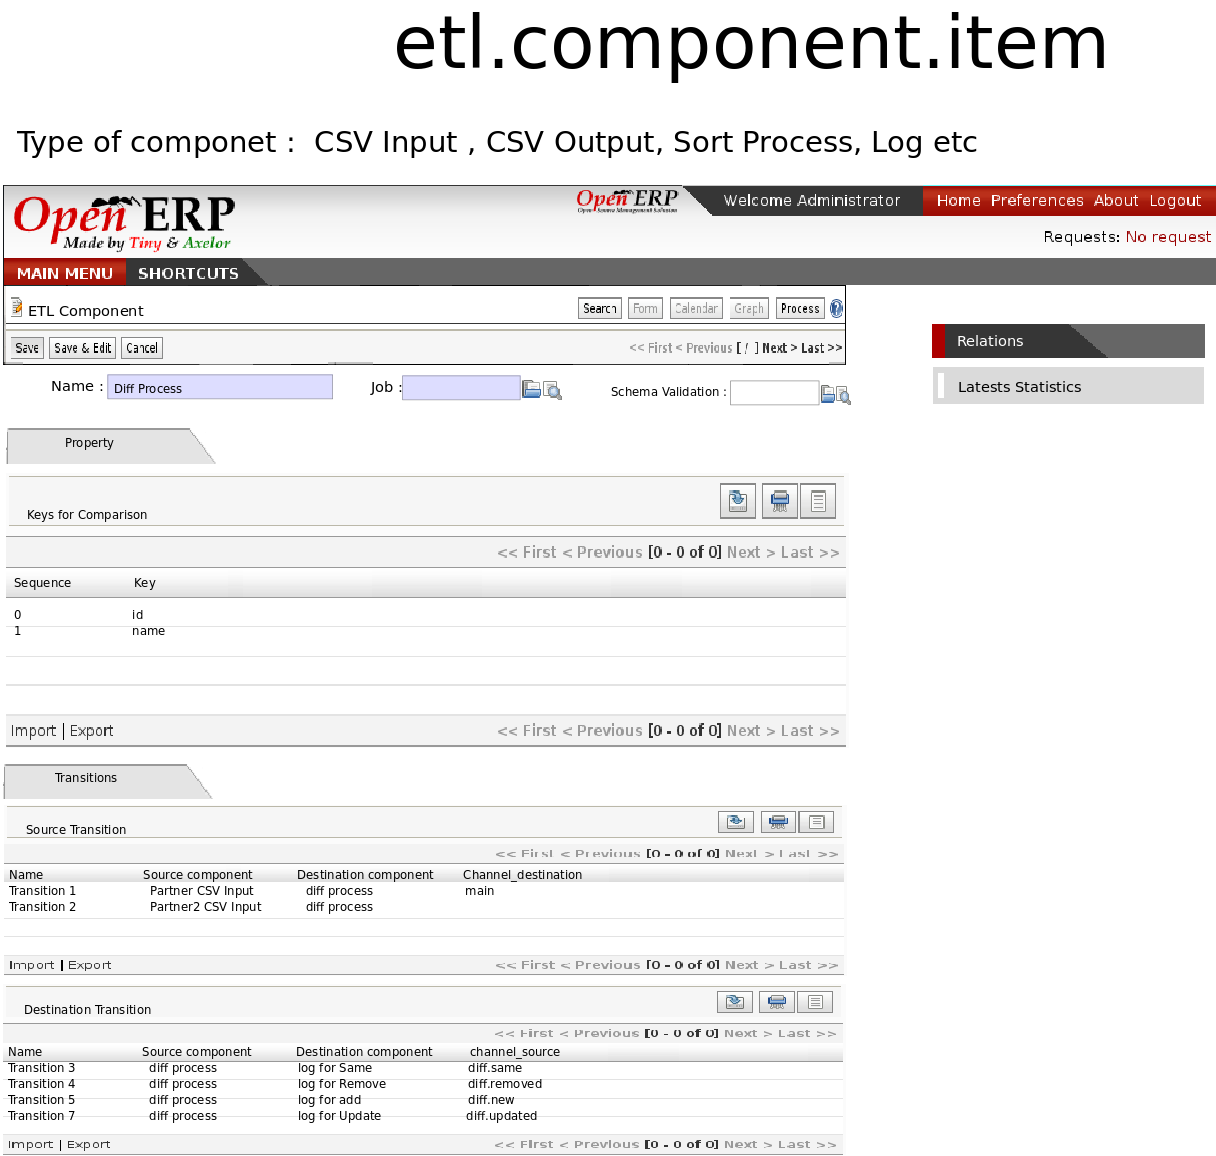 etl.component.item
Type of componet : CSV Input , CSV Output, Sort Process, Log etc
Open ERP
Made by Tiny & Axelor
Open ERP
Open Source Management Solution
Welcome Administrator
Home Preferences About Logout
Requests: No request
MAIN MENU SHORTCUTS
ETL Component
Search Form Calendar Graph Process ?
Save Save & Edit Cancel
<< First < Previous [ / ] Next > Last >>
Relations
Latests Statistics
Name : Diff Process Job : Schema Validation :
Property
Keys for Comparison
<< First < Previous [0 - 0 of 0] Next > Last >>
Sequence Key
0 id
1 name
Import | Export << First < Previous [0 - 0 of 0] Next > Last >>
Transitions
Source Transition
<< First < Previous [0 - 0 of 0] Next > Last >>
Name Source component Destination component Channel_destination
Transition 1 Partner CSV Input diff process main
Transition 2 Partner2 CSV Input diff process
Import | Export << First < Previous [0 - 0 of 0] Next > Last >>
Destination Transition
<< First < Previous [0 - 0 of 0] Next > Last >>
Name Source component Destination component channel_source
Transition 3 diff process log for Same diff.same
Transition 4 diff process log for Remove diff.removed
Transition 5 diff process log for add diff.new
Transition 7 diff process log for Update diff.updated
Import | Export << First < Previous [0 - 0 of 0] Next > Last >>